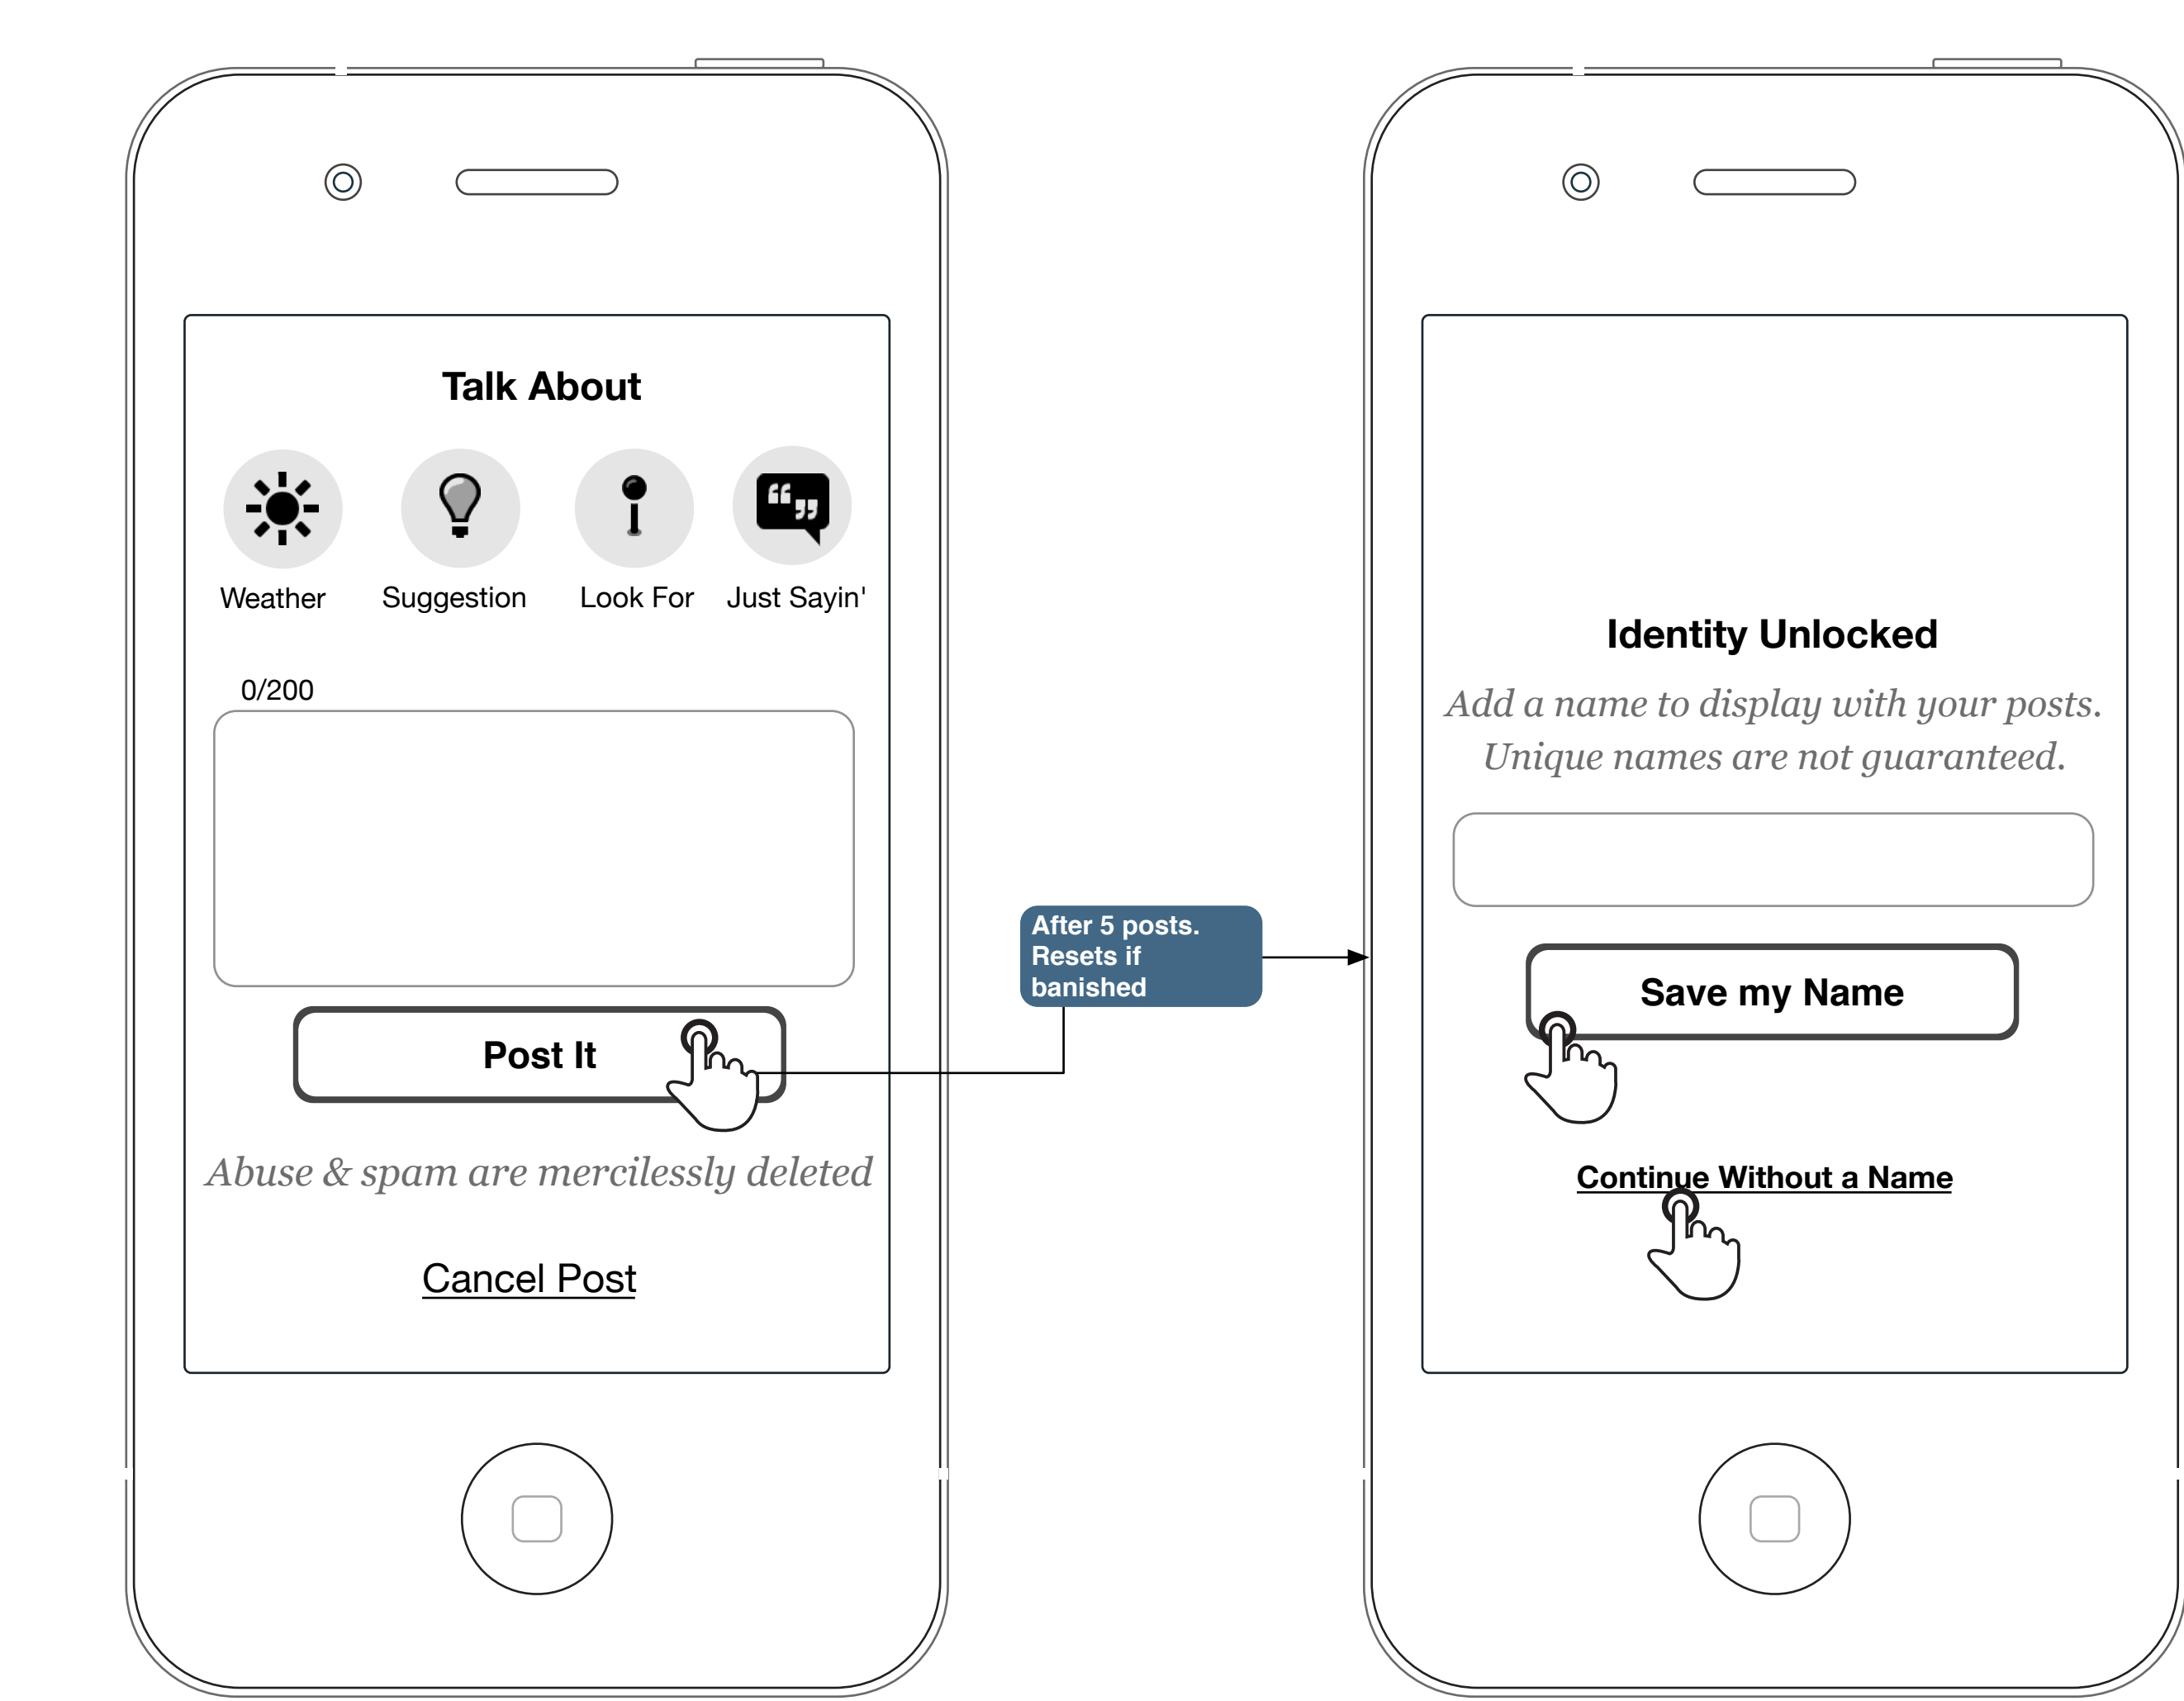 Talk About
Weather
Suggestion
Look For
Just Sayin'
0/200
Post It
Abuse & spam are mercilessly deleted
Cancel Post
After 5 posts.
Resets if
banished
Identity Unlocked
Add a name to display with your posts.
Unique names are not guaranteed.
Save my Name
Continue Without a Name